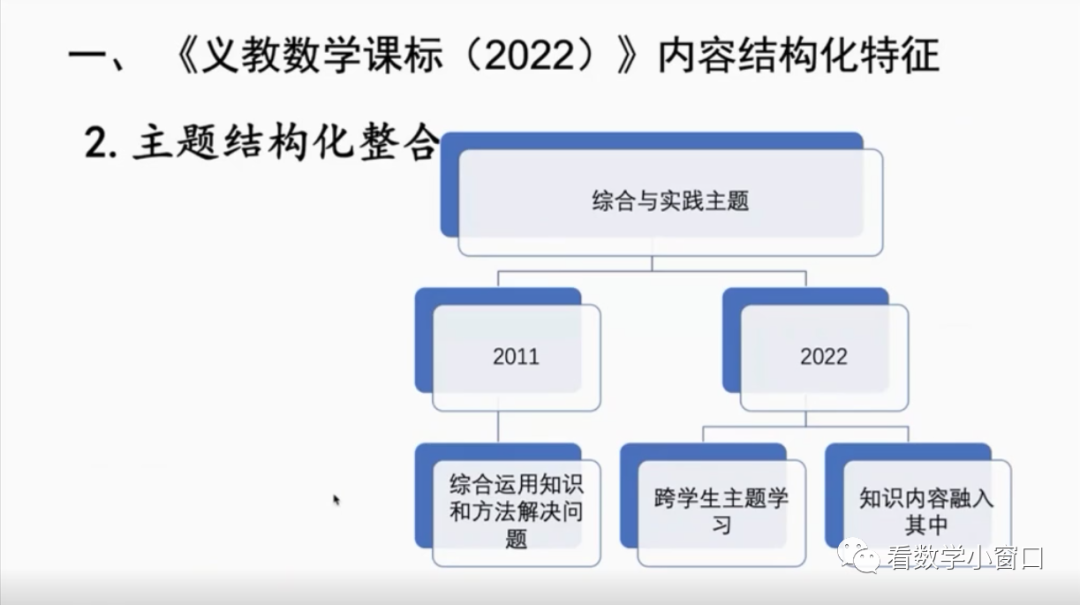 一、《义教数学课标（2022）》内容结构化特征
2. 主题结构化整合
综合与实践主题
2011
2022
综合运用知识
和方法解决问
题
跨学生主题学
习
知识内容融入
其中
看数学小窗口